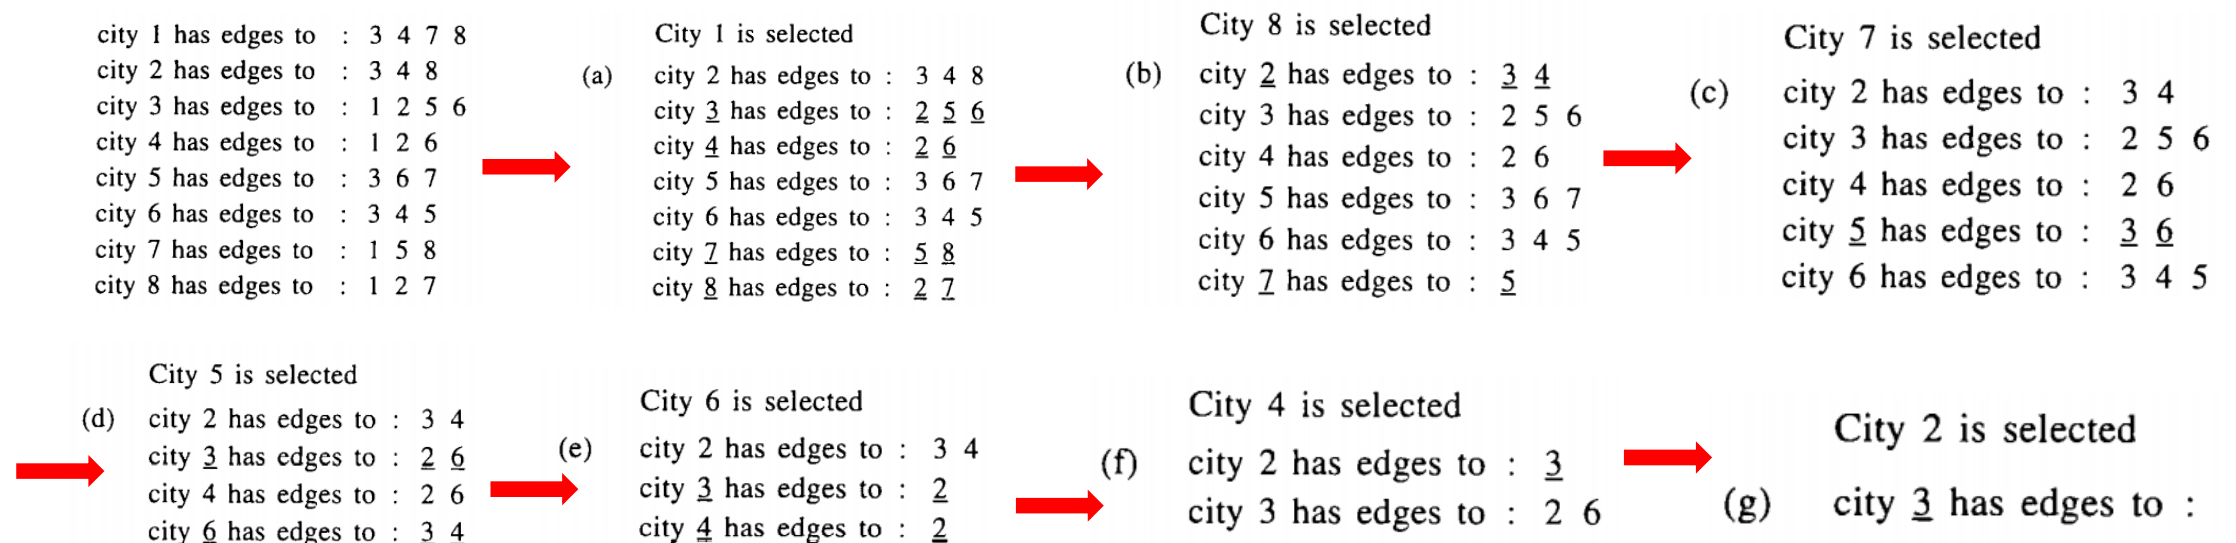 city 1 has edges to : 3 4 7 8
city 2 has edges to : 3 4 8
city 3 has edges to : 1 2 5 6
city 4 has edges to : 1 2 6
city 5 has edges to : 3 6 7
city 6 has edges to : 3 4 5
city 7 has edges to : 1 5 8
city 8 has edges to : 1 2 7
City 1 is selected
(a) city 2 has edges to : 3 4 8
city 3 has edges to : 2 5 6
city 4 has edges to : 2 6
city 5 has edges to : 3 6 7
city 6 has edges to : 3 4 5
city 7 has edges to : 5 8
city 8 has edges to : 2 7
City 8 is selected
(b) city 2 has edges to : 3 4
city 3 has edges to : 2 5 6
city 4 has edges to : 2 6
city 5 has edges to : 3 6 7
city 6 has edges to : 3 4 5
city 7 has edges to : 5
City 7 is selected
(c) city 2 has edges to : 3 4
city 3 has edges to : 2 5 6
city 4 has edges to : 2 6
city 5 has edges to : 3 6
city 6 has edges to : 3 4 5
City 5 is selected
(d) city 2 has edges to : 3 4
city 3 has edges to : 2 6
city 4 has edges to : 2 6
city 6 has edges to : 3 4
City 6 is selected
(e) city 2 has edges to : 3 4
city 3 has edges to : 2
city 4 has edges to : 2
City 4 is selected
(f) city 2 has edges to : 3
city 3 has edges to : 2 6
City 2 is selected
(g) city 3 has edges to :